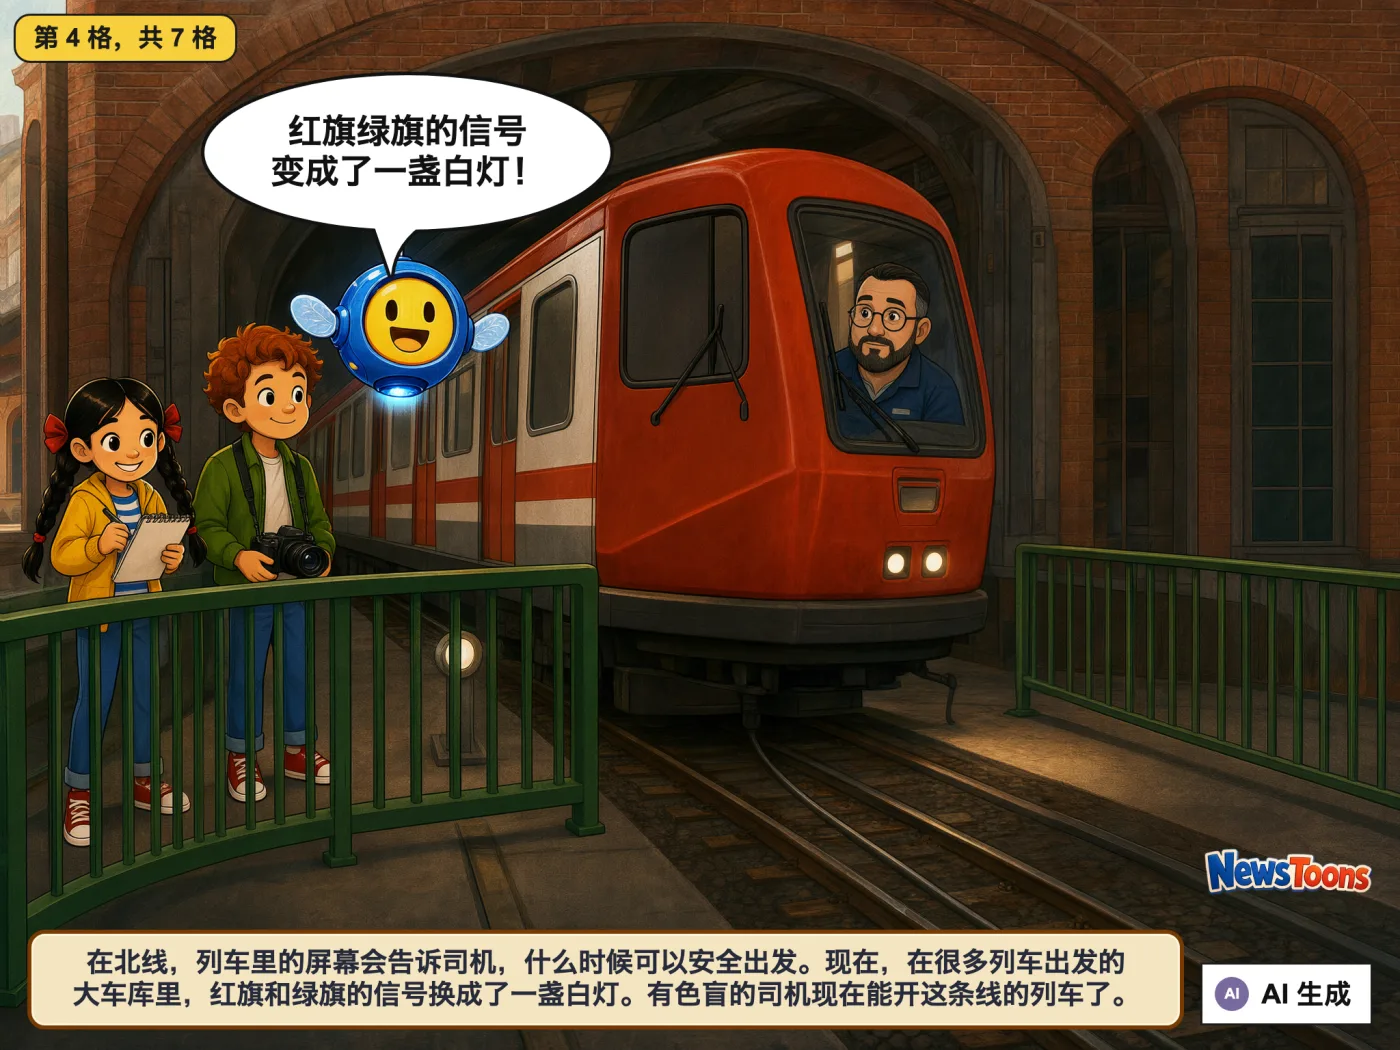 第 4 格，共 7 格
红旗绿旗的信号
变成了一盏白灯！
NewsToons
在北线，列车里的屏幕会告诉司机，什么时候可以安全出发。现在，在很多列车出发的
大车库里，红旗和绿旗的信号换成了一盏白灯。有色盲的司机现在能开这条线的列车了。
AI AI 生成